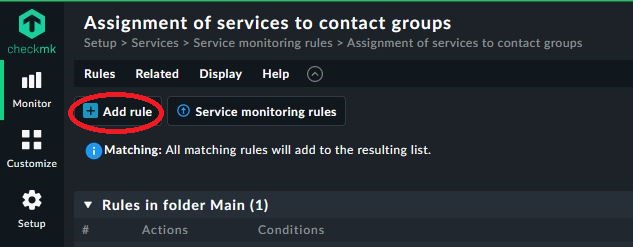 Assignment of services to contact groups
Setup > Services > Service monitoring rules > Assignment of services to contact groups
checkmk
Rules Related Display Help
Monitor
Add rule Service monitoring rules
Customize
Matching: All matching rules will add to the resulting list.
Setup
Rules in folder Main (1)
# Actions Conditions